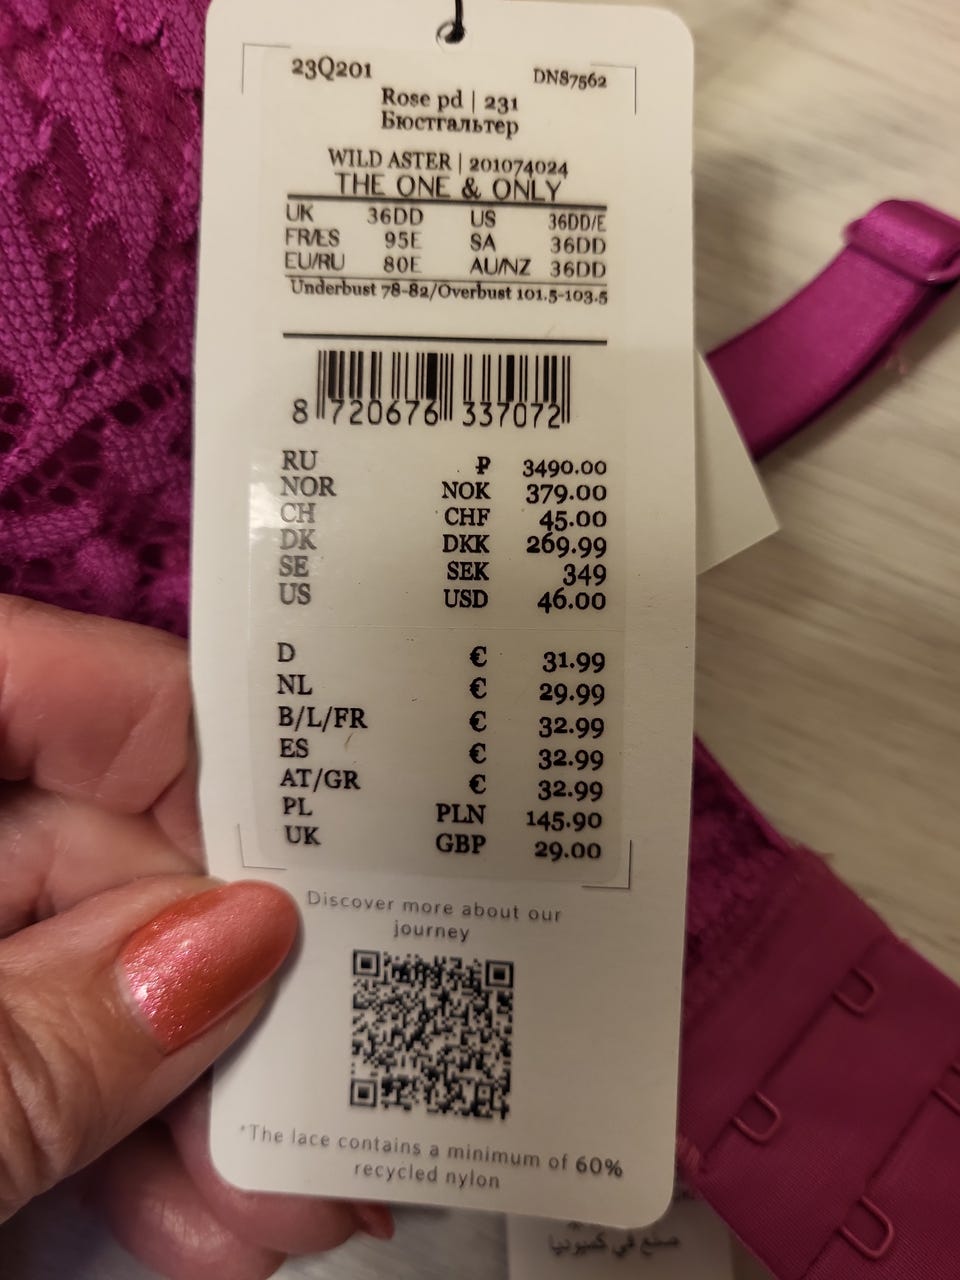 23Q201 DNS7562
Rose pd | 231
Бюстгальтер
WILD ASTER | 201074024
THE ONE & ONLY
UK 36DD US 36DD/E
FR/ES 95E SA 36DD
EU/RU 80E AU/NZ 36DD
Underbust 78-82/Overbust 101.5-103.5
8 720676 337072
RU ₽ 3490.00
NOR NOK 379.00
CH CHF 45.00
DK DKK 269.99
SE SEK 349
US USD 46.00
D € 31.99
NL € 29.99
B/L/FR € 32.99
ES € 32.99
AT/GR € 32.99
PL PLN 145.90
UK GBP 29.00
Discover more about our
journey
*The lace contains a minimum of 60%
recycled nylon
صنع في كمبوديا